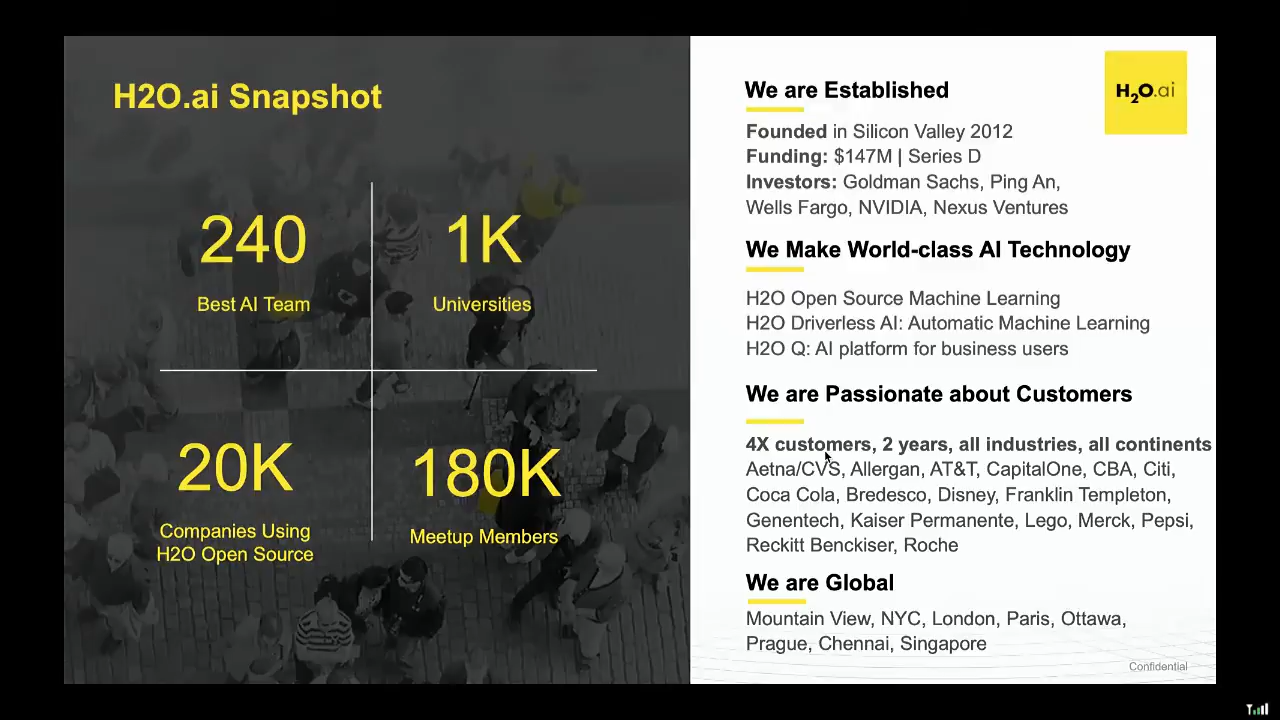 H2O.ai Snapshot
240
Best AI Team
1K
Universities
20K
Companies Using
H2O Open Source
180K
Meetup Members
H2O.ai
We are Established
Founded in Silicon Valley 2012
Funding: $147M | Series D
Investors: Goldman Sachs, Ping An,
Wells Fargo, NVIDIA, Nexus Ventures
We Make World-class AI Technology
H2O Open Source Machine Learning
H2O Driverless AI: Automatic Machine Learning
H2O Q: AI platform for business users
We are Passionate about Customers
4X customers, 2 years, all industries, all continents
Aetna/CVS, Allergan, AT&T, CapitalOne, CBA, Citi,
Coca Cola, Bredesco, Disney, Franklin Templeton,
Genentech, Kaiser Permanente, Lego, Merck, Pepsi,
Reckitt Benckiser, Roche
We are Global
Mountain View, NYC, London, Paris, Ottawa,
Prague, Chennai, Singapore
Confidential